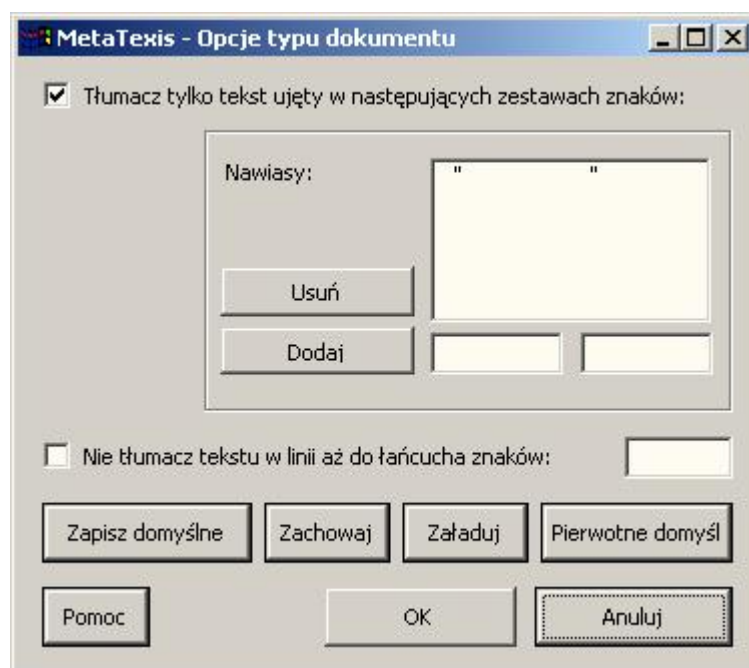 MetaTexis - Opcje typu dokumentu
Tłumacz tylko tekst ujęty w następujących zestawach znaków:
Nawiasy:
" "
Usuń
Dodaj
Nie tłumacz tekstu w linii aż do łańcucha znaków:
Zapisz domyślne Zachowaj Załaduj Pierwotne domyśl
Pomoc OK Anuluj